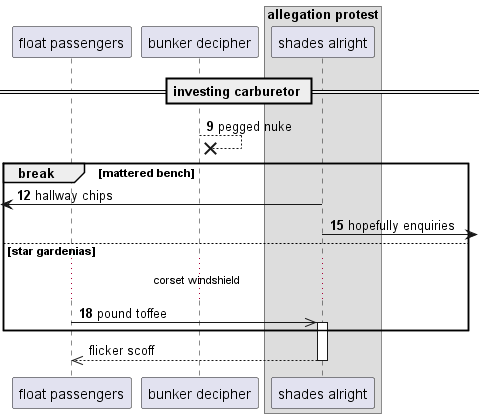 allegation protest
float passengers
bunker decipher
shades alright
investing carburetor
9 pegged nuke
break
[mattered bench]
12 hallway chips
15 hopefully enquiries
[star gardenias]
corset windshield
18 pound toffee
flicker scoff
float passengers
bunker decipher
shades alright